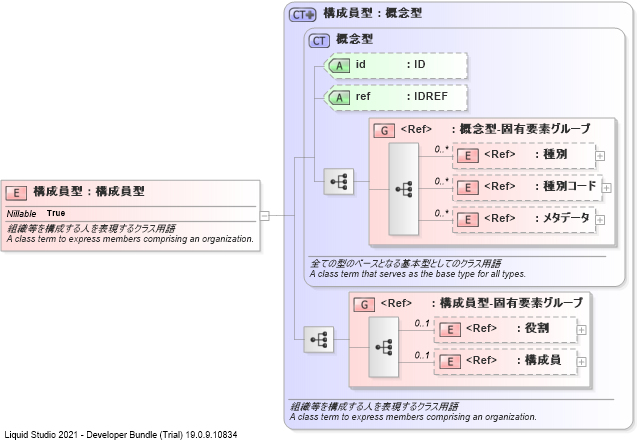 CT 構成員型 : 概念型
CT 概念型
A id : ID
A ref : IDREF
G <Ref> : 概念型-固有要素グループ
0..* E <Ref> : 種別
0..* E <Ref> : 種別コード
0..* E <Ref> : メタデータ
全ての型のベースとなる基本型としてのクラス用語
A class term that serves as the base type for all types.
E 構成員型 : 構成員型
Nillable True
組織等を構成する人を表現するクラス用語
A class term to express members comprising an organization.
G <Ref> : 構成員型-固有要素グループ
0..1 E <Ref> : 役割
0..1 E <Ref> : 構成員
組織等を構成する人を表現するクラス用語
A class term to express members comprising an organization.
Liquid Studio 2021 - Developer Bundle (Trial) 19.0.9.10834